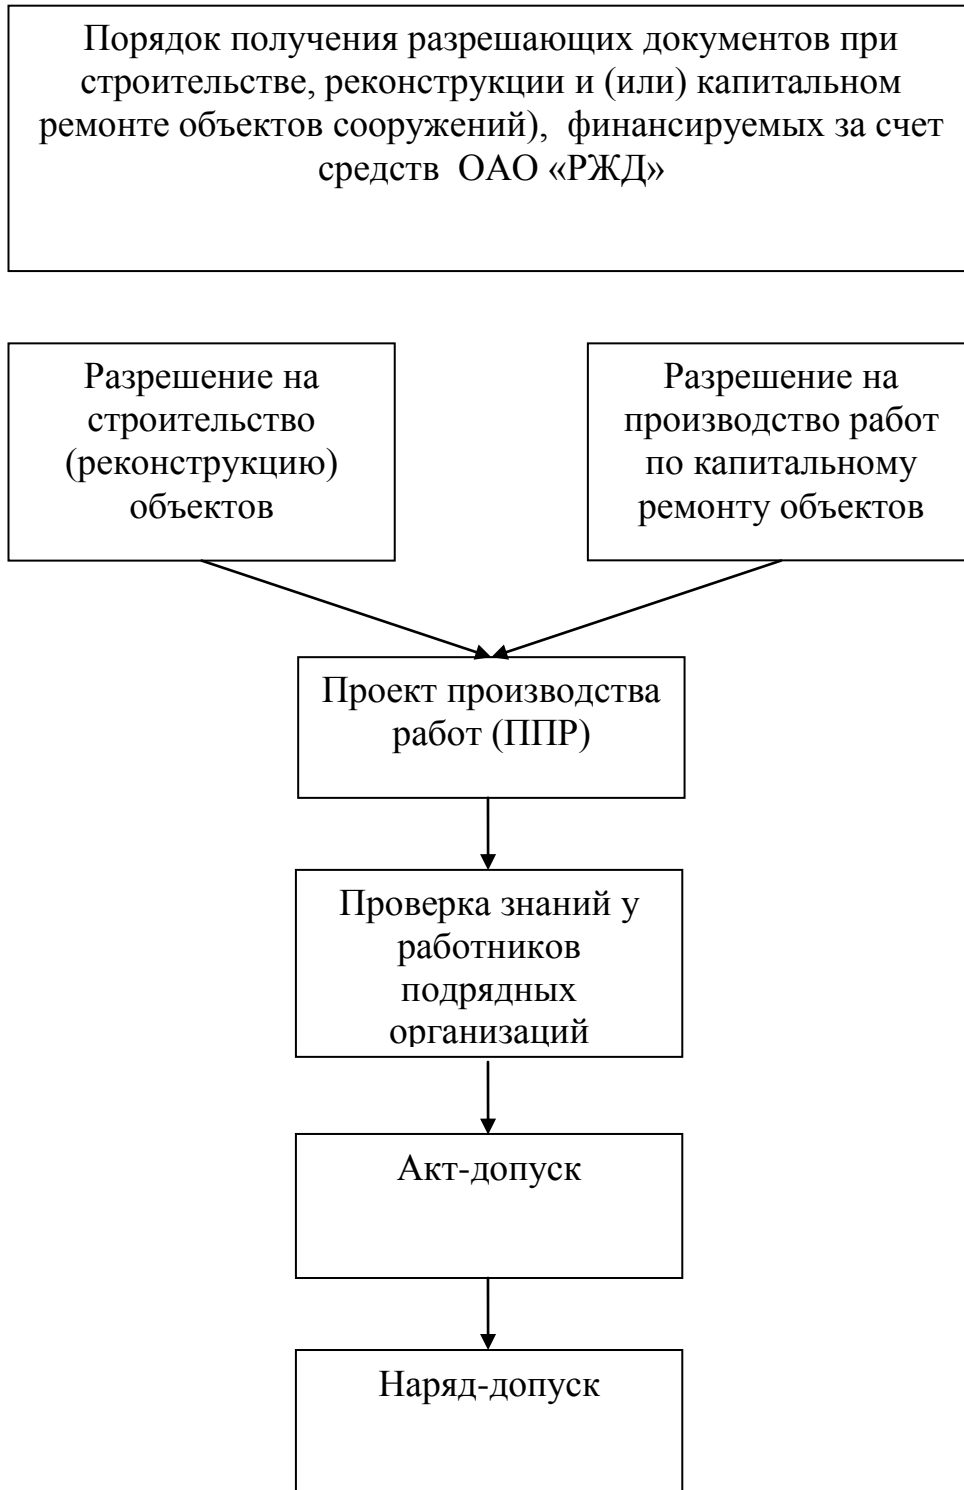 Порядок получения разрешающих документов при
строительстве, реконструкции и (или) капитальном
ремонте объектов сооружений),  финансируемых за счет
средств  ОАО «РЖД»
Разрешение на
строительство
(реконструкцию)
объектов
Разрешение на
производство работ
по капитальному
ремонту объектов
Проект производства
работ (ППР)
Проверка знаний у
работников
подрядных
организаций
Акт-допуск
Наряд-допуск